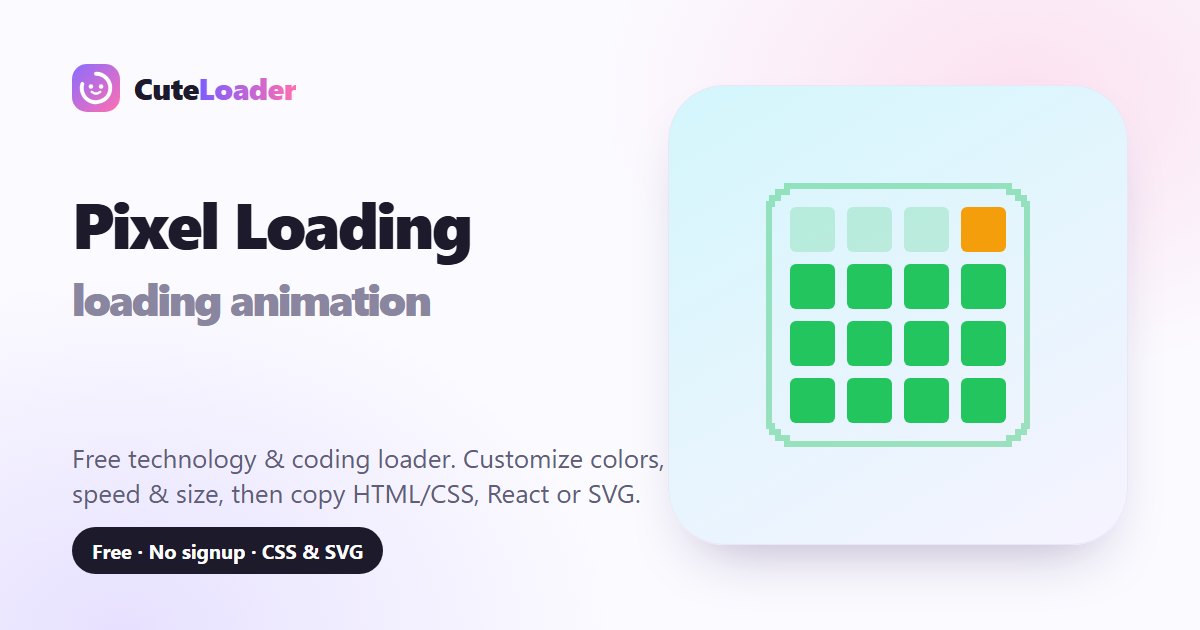 CuteLoader
Pixel Loading
loading animation
Free technology & coding loader. Customize colors,
speed & size, then copy HTML/CSS, React or SVG.
Free · No signup · CSS & SVG